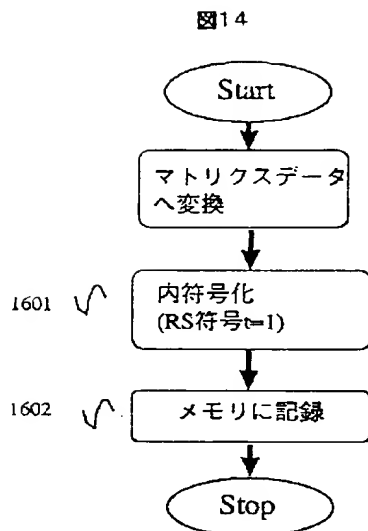 図14
Start
マトリクスデータ
へ変換
1601
内符号化
(RS符号t=1)
1602
メモリに記録
Stop